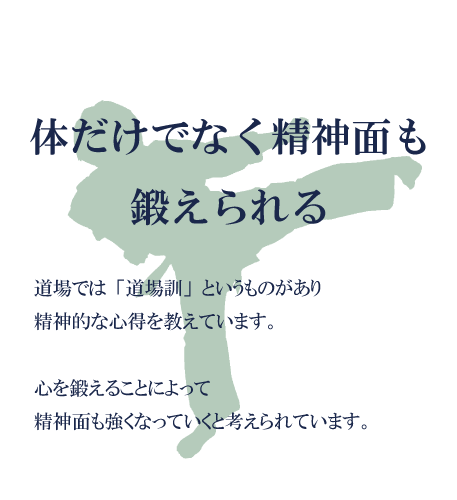 体だけでなく精神面も
鍛えられる
道場では「道場訓」というものがあり
精神的な心得を教えています。
心を鍛えることによって
精神面も強くなっていくと考えられています。